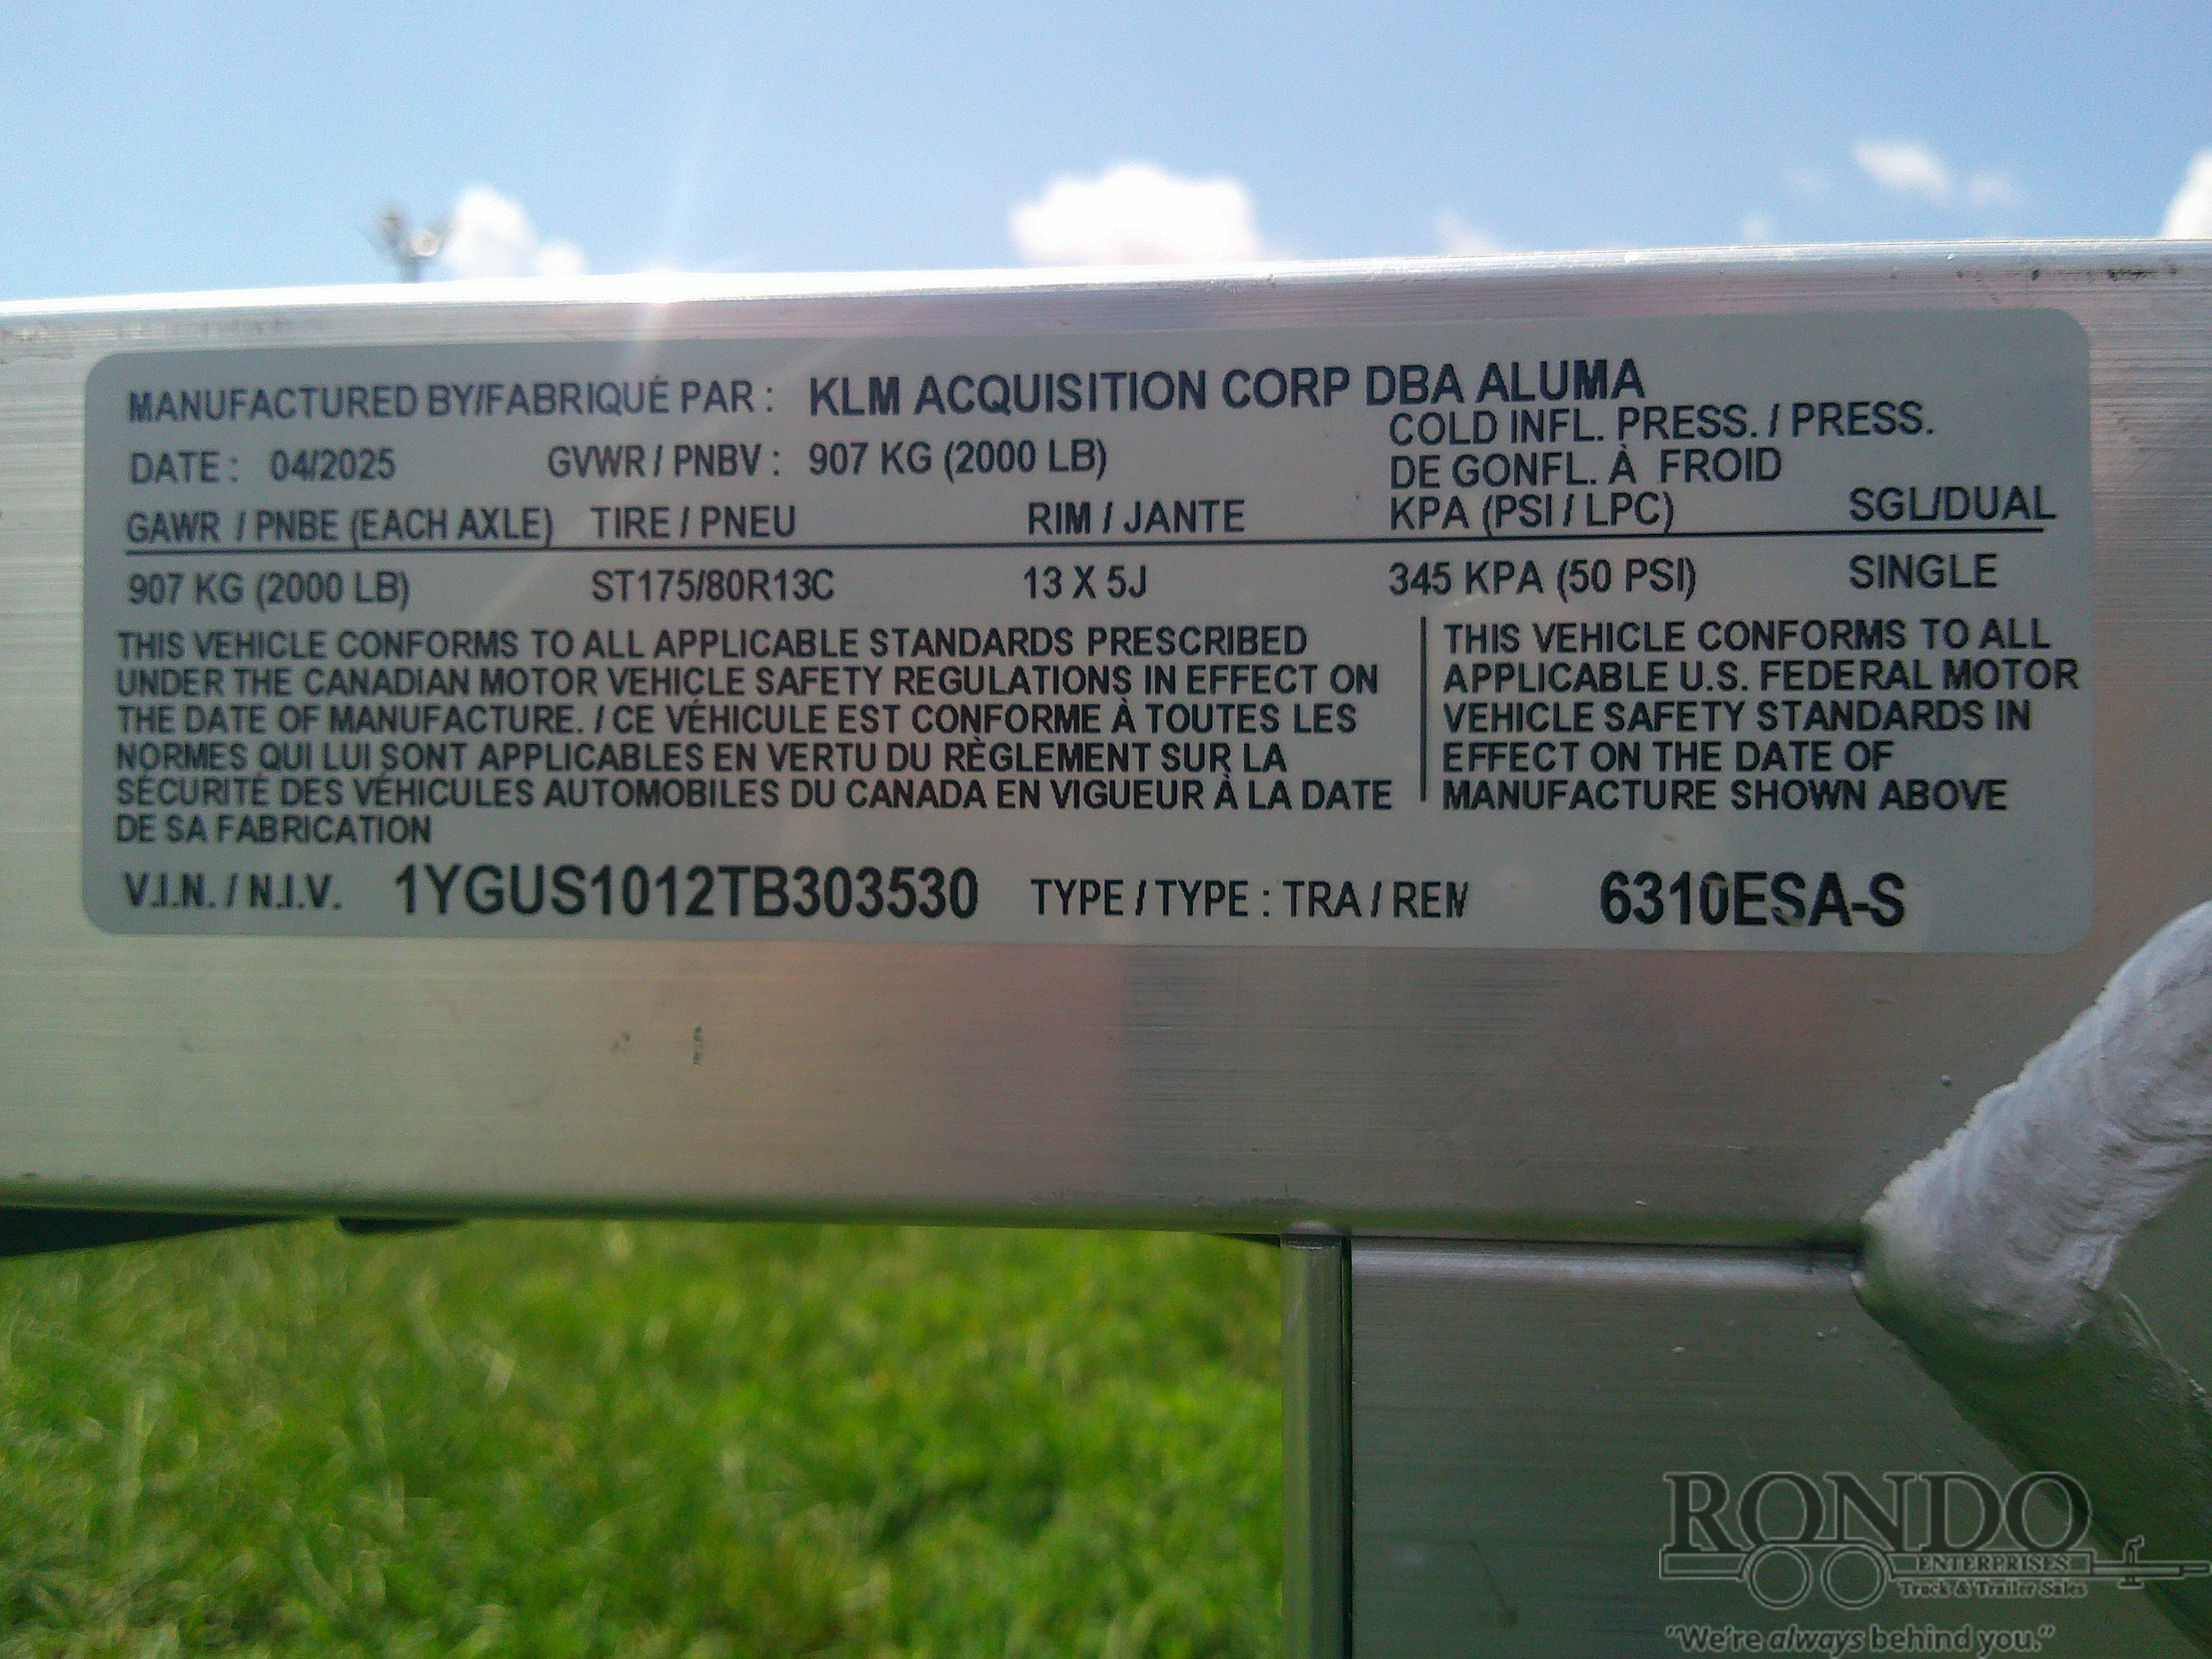 MANUFACTURED BY/FABRIQUÉ PAR : KLM ACQUISITION CORP DBA ALUMA
DATE : 04/2025 GVWR / PNBV : 907 KG (2000 LB)
COLD INFL. PRESS. / PRESS.
DE GONFL. À FROID
GAWR / PNBE (EACH AXLE) TIRE / PNEU RIM / JANTE KPA (PSI / LPC) SGL/DUAL
907 KG (2000 LB) ST175/80R13C 13 X 5J 345 KPA (50 PSI) SINGLE
THIS VEHICLE CONFORMS TO ALL APPLICABLE STANDARDS PRESCRIBED
UNDER THE CANADIAN MOTOR VEHICLE SAFETY REGULATIONS IN EFFECT ON
THE DATE OF MANUFACTURE. / CE VÉHICULE EST CONFORME À TOUTES LES
NORMES QUI LUI SONT APPLICABLES EN VERTU DU RÈGLEMENT SUR LA
SÉCURITÉ DES VÉHICULES AUTOMOBILES DU CANADA EN VIGUEUR À LA DATE
DE SA FABRICATION
THIS VEHICLE CONFORMS TO ALL
APPLICABLE U.S. FEDERAL MOTOR
VEHICLE SAFETY STANDARDS IN
EFFECT ON THE DATE OF
MANUFACTURE SHOWN ABOVE
V.I.N. / N.I.V. 1YGUS1012TB303530 TYPE / TYPE : TRA / REM 6310ESA-S
RONDO
ENTERPRISES
Truck & Trailer Sales
"We're always behind you."